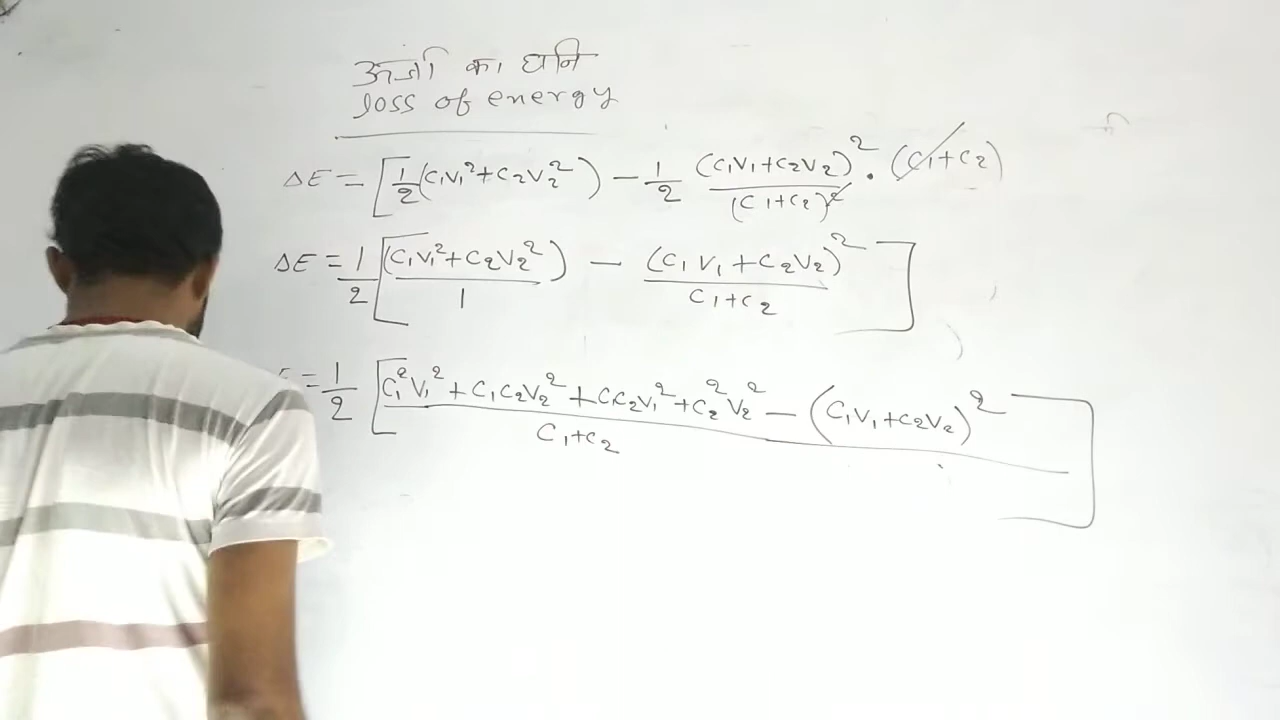 ऊर्जा का घानि
loss of energy
ΔE = [1/2 (C₁V₁² + C₂V₂²) − 1/2 (C₁V₁ + C₂V₂)²/(C₁+C₂)² · (C₁+C₂)
ΔE = 1/2 [(C₁V₁² + C₂V₂²)/1 − (C₁V₁ + C₂V₂)²/C₁+C₂]
= 1/2 [C₁²V₁² + C₁C₂V₂² + CC₂V₁² + C₂²V₂² − (C₁V₁ + C₂V₂)²/C₁+C₂]